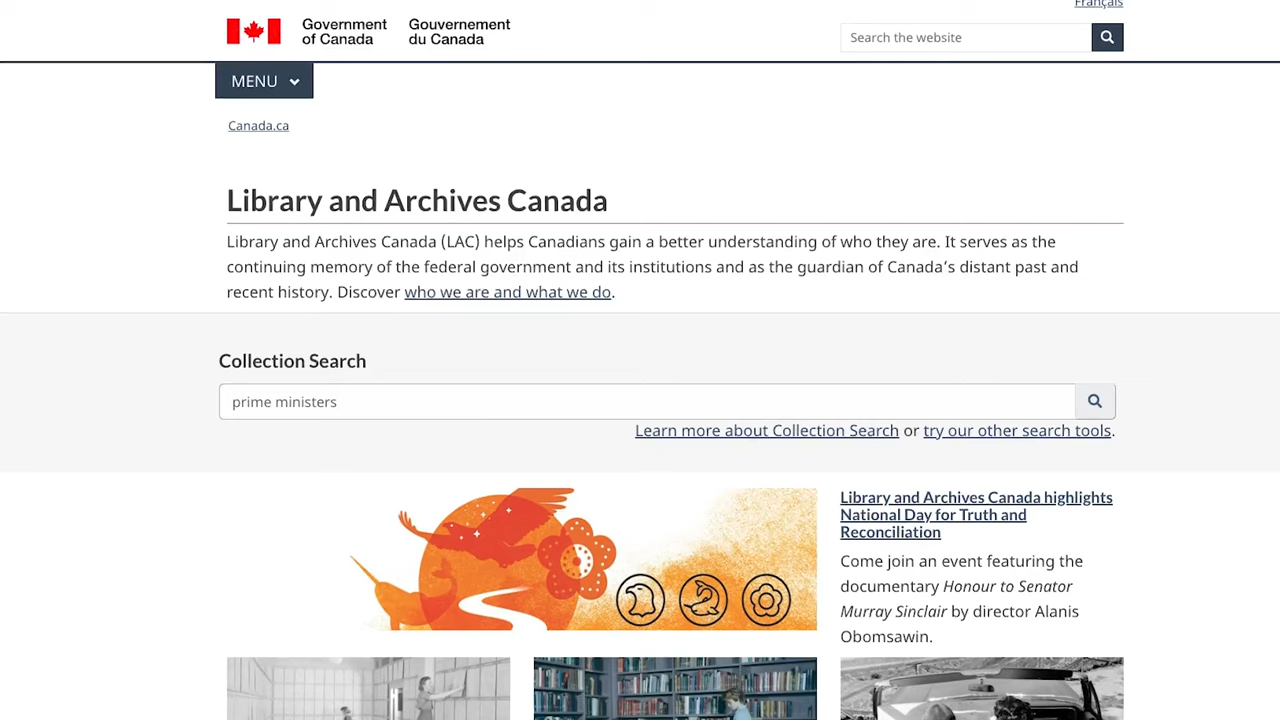 Français
Government
of Canada
Gouvernement
du Canada
Search the website
MENU
Canada.ca
Library and Archives Canada
Library and Archives Canada (LAC) helps Canadians gain a better understanding of who they are. It serves as the
continuing memory of the federal government and its institutions and as the guardian of Canada’s distant past and
recent history. Discover who we are and what we do.
Collection Search
prime ministers
Learn more about Collection Search or try our other search tools.
Library and Archives Canada highlights
National Day for Truth and
Reconciliation
Come join an event featuring the
documentary Honour to Senator
Murray Sinclair by director Alanis
Obomsawin.